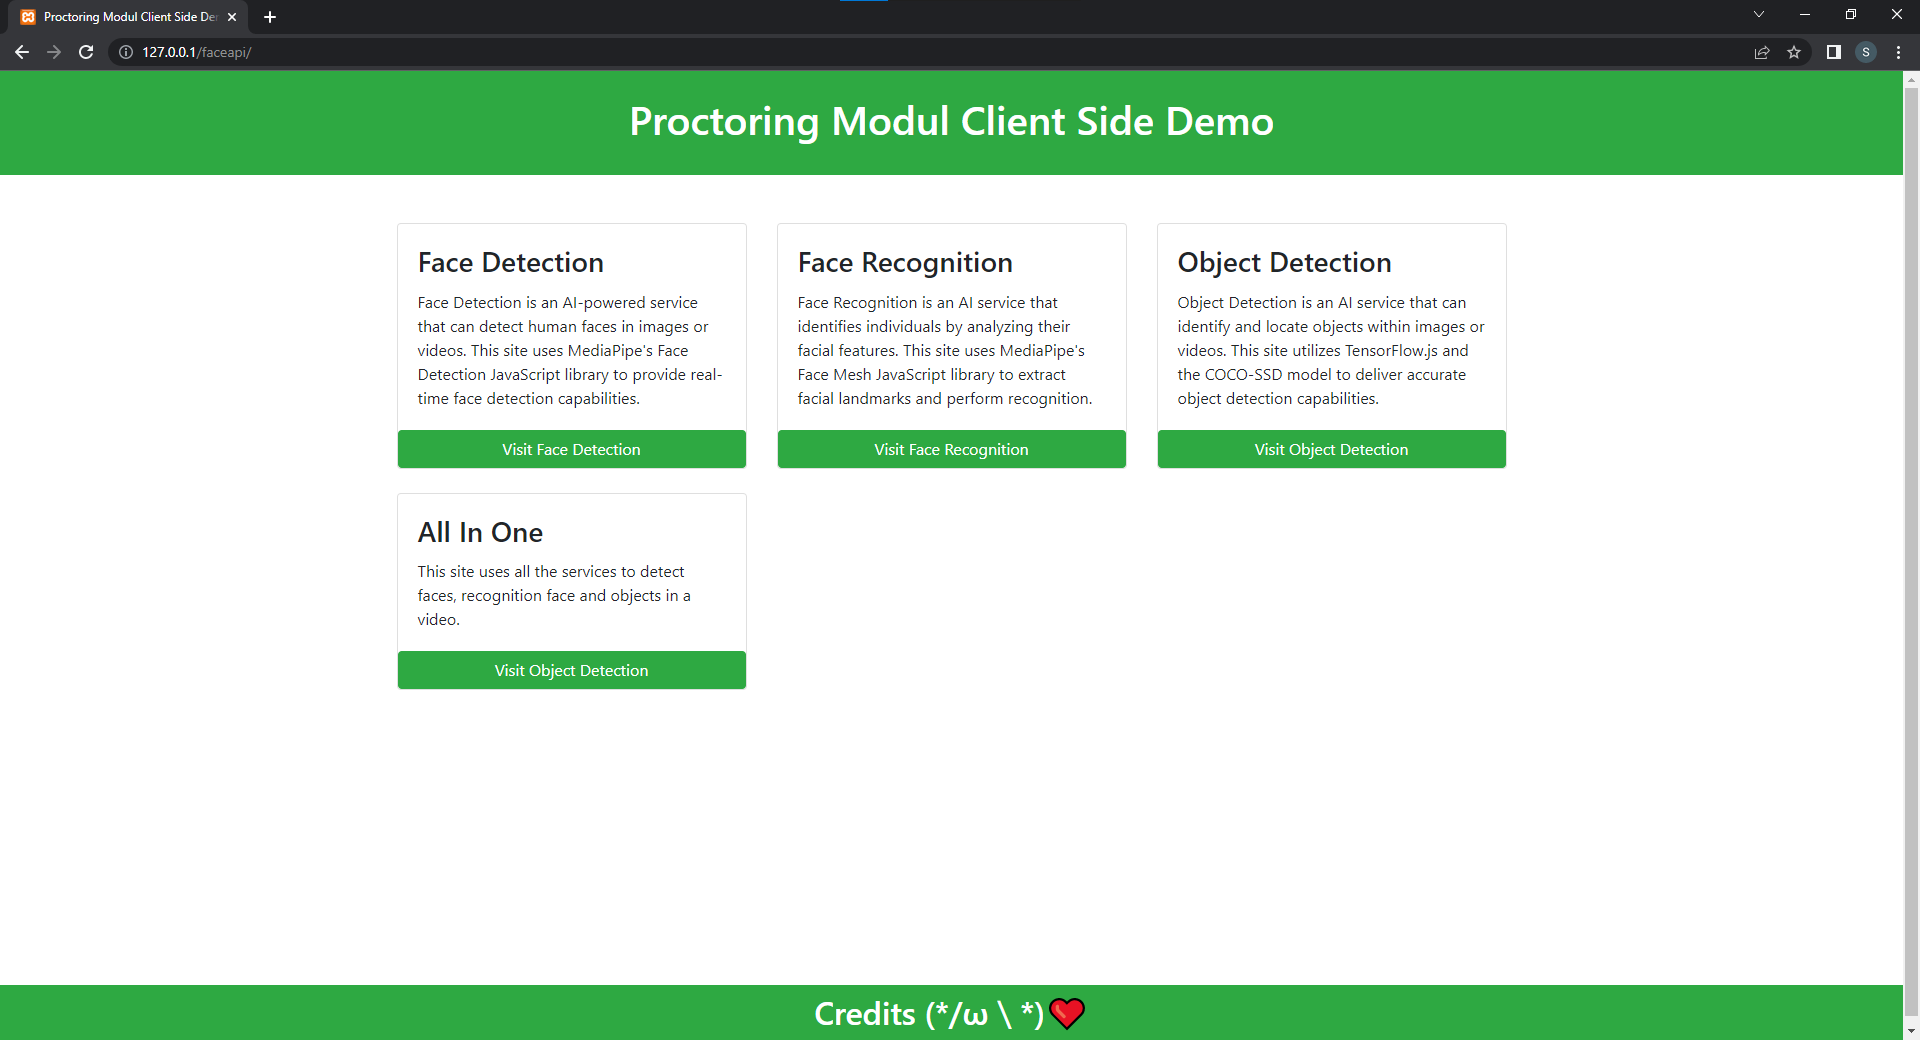 Proctoring Modul Client Side De
127.0.0.1/faceapi/
S
Proctoring Modul Client Side Demo
Face Detection
Face Detection is an AI-powered service
that can detect human faces in images or
videos. This site uses MediaPipe's Face
Detection JavaScript library to provide real-
time face detection capabilities.
Visit Face Detection
Face Recognition
Face Recognition is an AI service that
identifies individuals by analyzing their
facial features. This site uses MediaPipe's
Face Mesh JavaScript library to extract
facial landmarks and perform recognition.
Visit Face Recognition
Object Detection
Object Detection is an AI service that can
identify and locate objects within images or
videos. This site utilizes TensorFlow.js and
the COCO-SSD model to deliver accurate
object detection capabilities.
Visit Object Detection
All In One
This site uses all the services to detect
faces, recognition face and objects in a
video.
Visit Object Detection
Credits (*/ω \ *)❤️